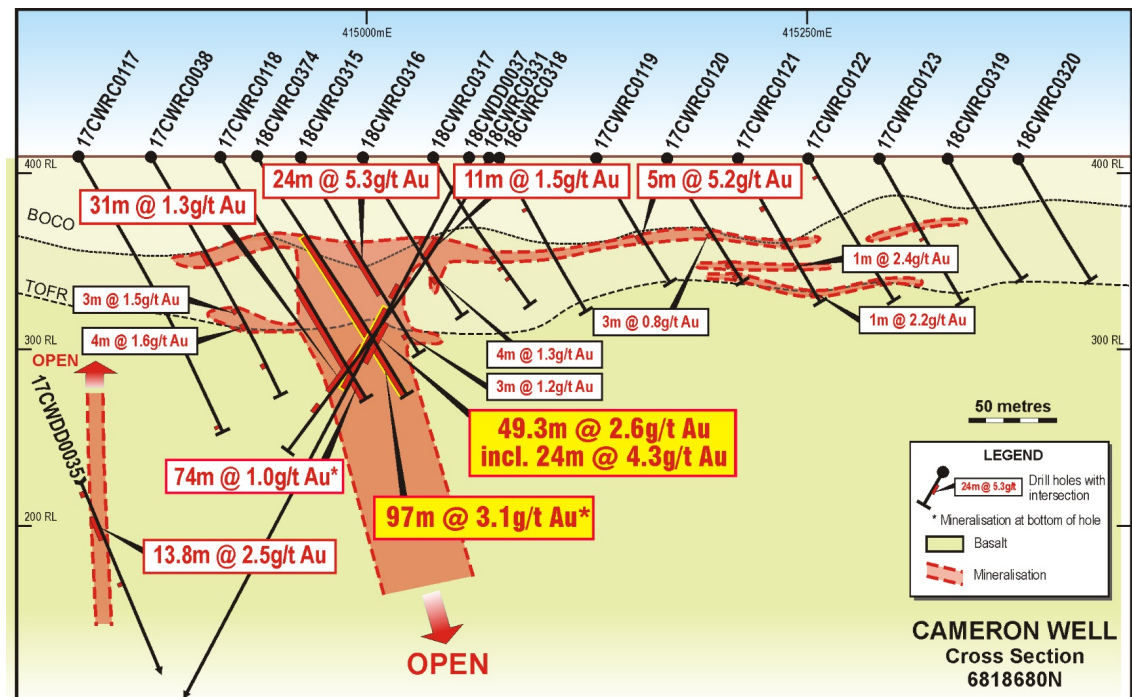 415000mE
415250mE
17CWRC0117
17CWRC0038
17CWRC0118
18CWRC0374
18CWRC0315
18CWRC0316
18CWRC0317
18CWDD0037
18CWRC0331
18CWRC0318
17CWRC0119
17CWRC0120
17CWRC0121
17CWRC0122
17CWRC0123
18CWRC0319
18CWRC0320
400 RL
400 RL
24m @ 5.3g/t Au
11m @ 1.5g/t Au
5m @ 5.2g/t Au
31m @ 1.3g/t Au
BOCO
1m @ 2.4g/t Au
TOFR
3m @ 1.5g/t Au
4m @ 1.6g/t Au
3m @ 0.8g/t Au
1m @ 2.2g/t Au
300 RL
300 RL
OPEN
4m @ 1.3g/t Au
3m @ 1.2g/t Au
17CWDD0035
50 metres
49.3m @ 2.6g/t Au
incl. 24m @ 4.3g/t Au
74m @ 1.0g/t Au*
97m @ 3.1g/t Au*
200 RL
13.8m @ 2.5g/t Au
OPEN
LEGEND
24m @ 5.3g/t
Drill holes with
intersection
* Mineralisation at bottom of hole
Basalt
Mineralisation
CAMERON WELL
Cross Section
6818680N